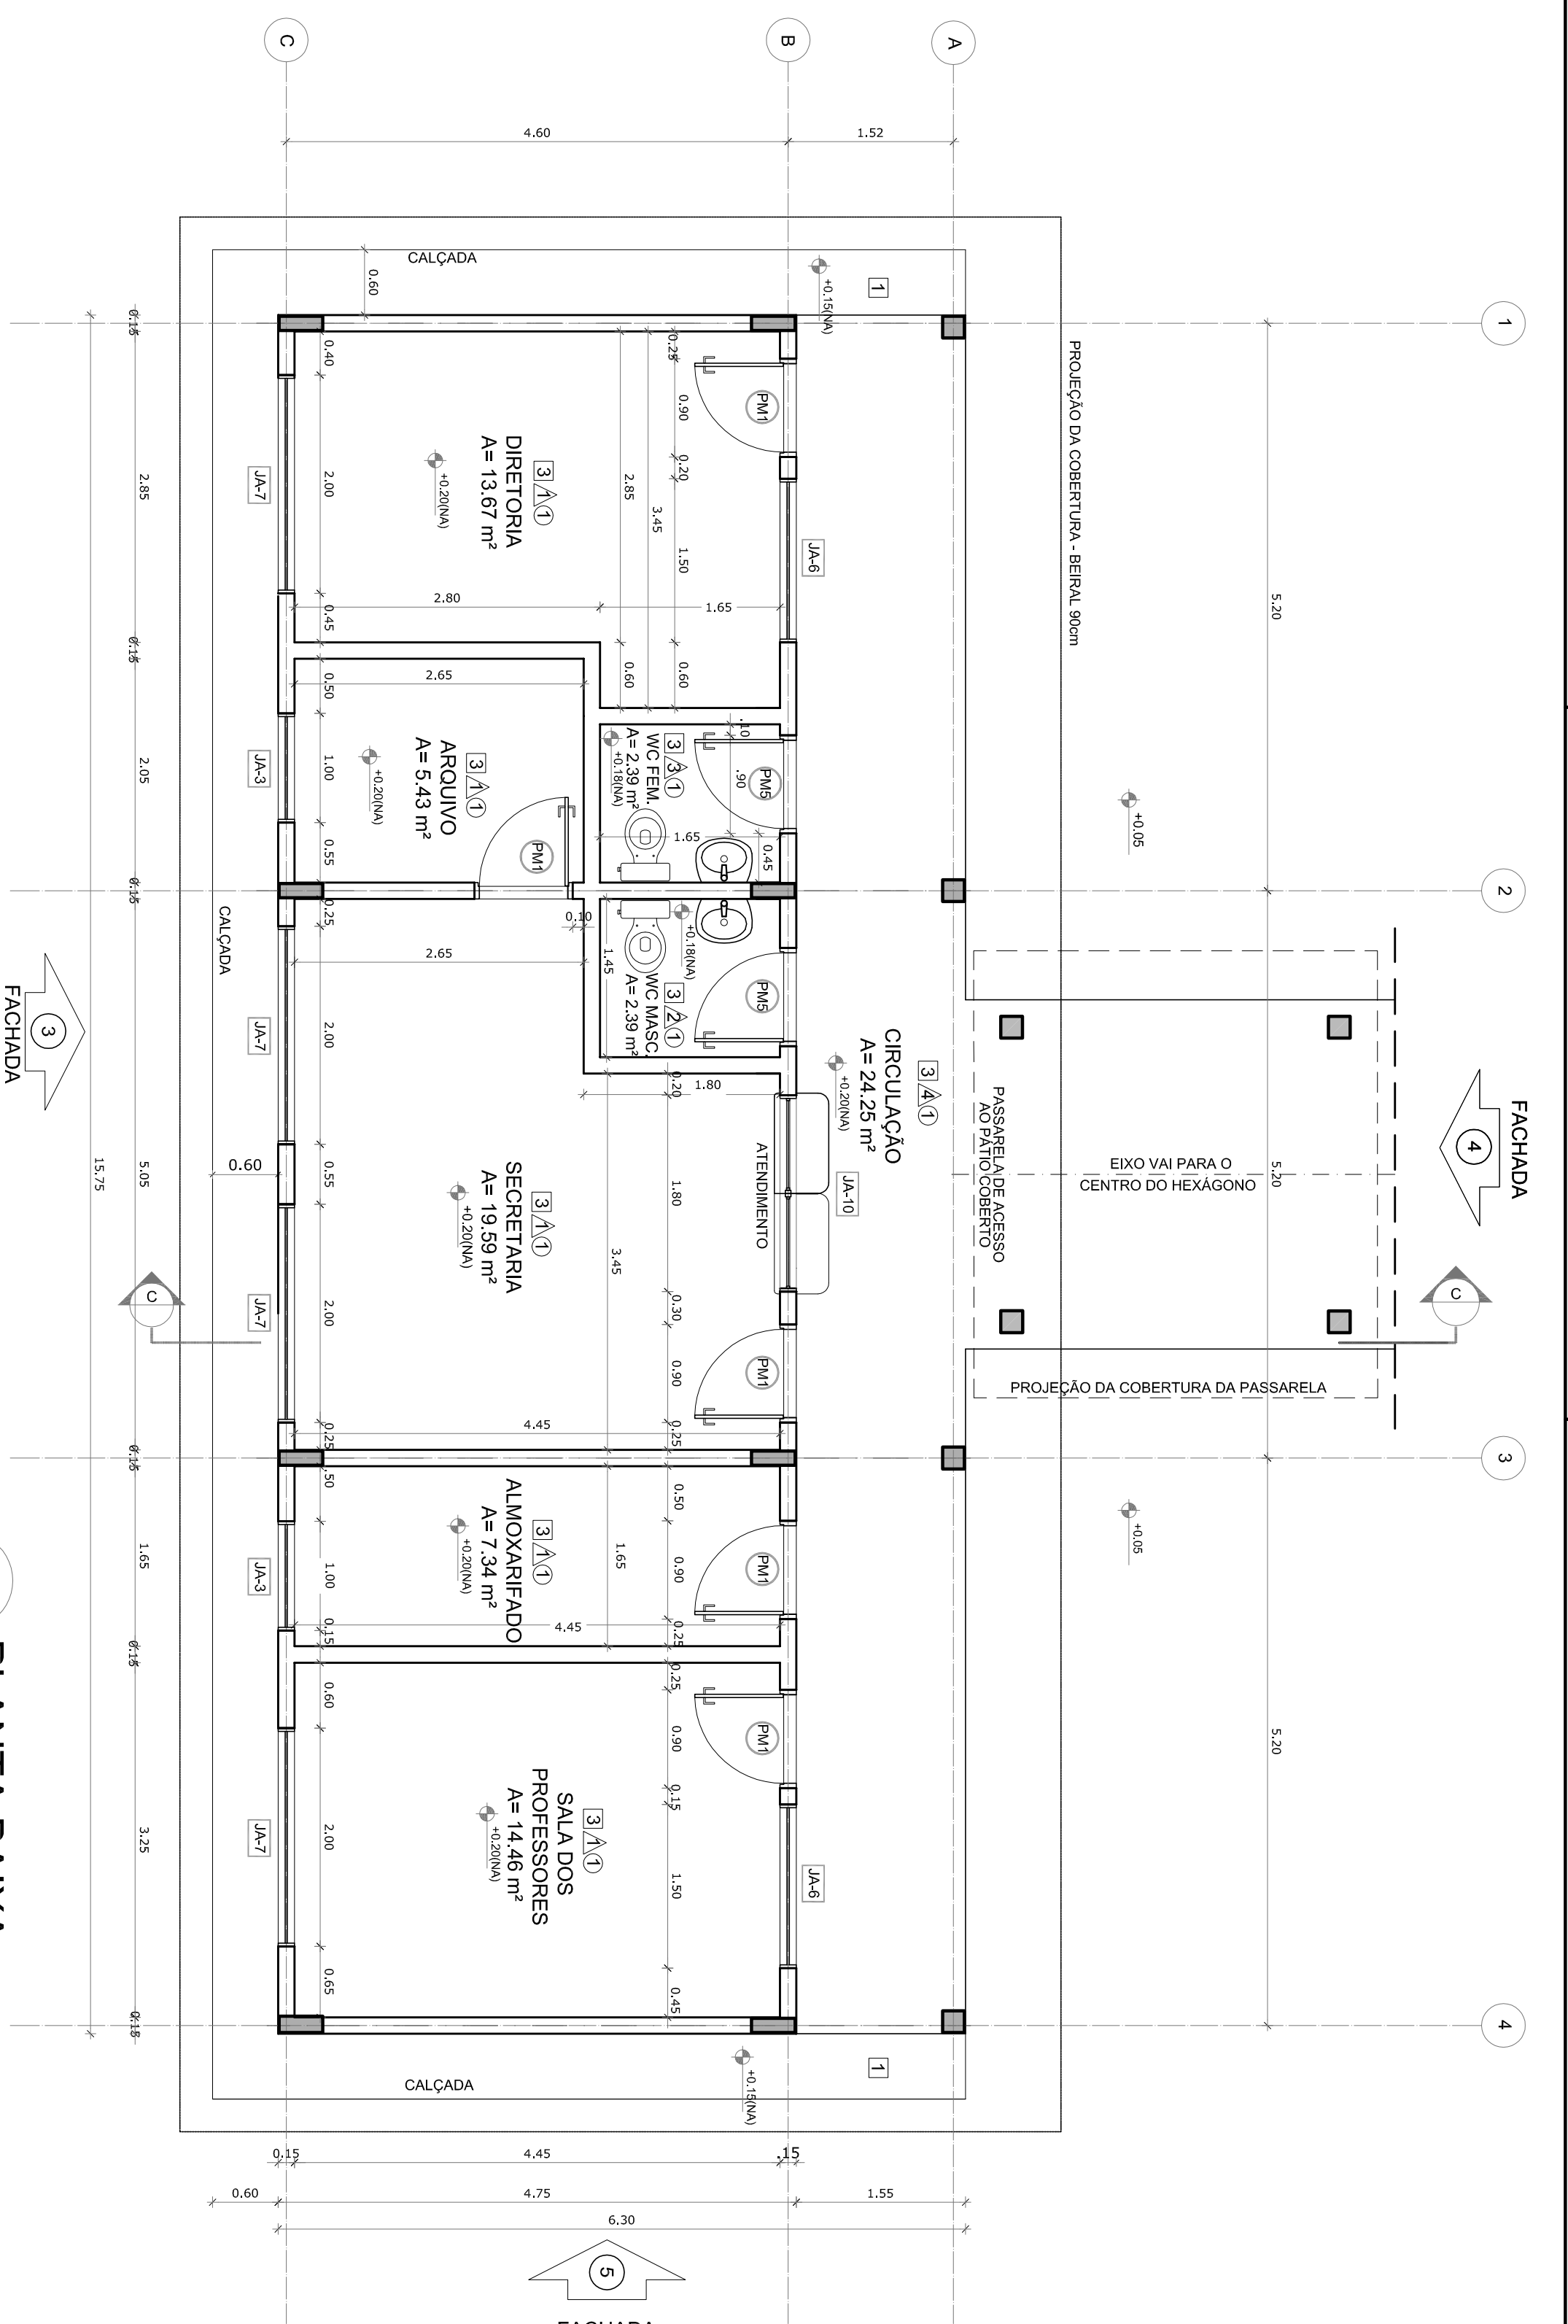 C
B
A
4.60
1.52
CALÇADA
0.60
+0.15(NA)
1
PROJEÇÃO DA COBERTURA - BEIRAL 90cm
1
5.20
+0.05
2
5.20
+0.05
3
5.20
4
0.15
2.85
0.15
2.05
0.15
5.05
0.15
1.65
0.15
3.25
0.15
15.75
0.40
2.00
0.45
0.50
1.00
0.55
0.25
2.00
0.55
2.00
0.25
.50
1.00
0.15
0.60
2.00
0.65
JA-7
JA-3
JA-7
JA-7
JA-3
JA-7
0.25
0.90
0.20
1.50
0.60
2.85
0.60
3.45
PM1
JA-6
3 1 1
DIRETORIA
A= 13.67 m²
+0.20(NA)
2.80
1.65
2.65
3 1 1
ARQUIVO
A= 5.43 m²
+0.20(NA)
PM1
.10
.90
0.45
1.65
PM5
3 3 1
WC FEM.
A= 2.39 m²
+0.18(NA)
0.10
2.65
1.45
+0.18(NA)
PM5
3 2 1
WC MASC.
A= 2.39 m²
1.80
0.20
1.80
0.30
0.90
0.25
3.45
ATENDIMENTO
JA-10
3 4 1
CIRCULAÇÃO
A= 24.25 m²
+0.20(NA)
PASSARELA DE ACESSO
AO PÁTIO COBERTO
EIXO VAI PARA O
CENTRO DO HEXÁGONO
PROJEÇÃO DA COBERTURA DA PASSARELA
FACHADA
4
C
3 1 1
SECRETARIA
A= 19.59 m²
+0.20(NA)
PM1
4.45
CALÇADA
0.60
3
FACHADA
C
0.50
0.90
0.25
1.65
PM1
3 1 1
ALMOXARIFADO
A= 7.34 m²
+0.20(NA)
4.45
0.25
0.90
0.15
1.50
0.45
PM1
JA-6
3 1 1
SALA DOS
PROFESSORES
A= 14.46 m²
+0.20(NA)
CALÇADA
+0.15(NA)
1
0.15
4.45
.15
0.60
4.75
1.55
6.30
5